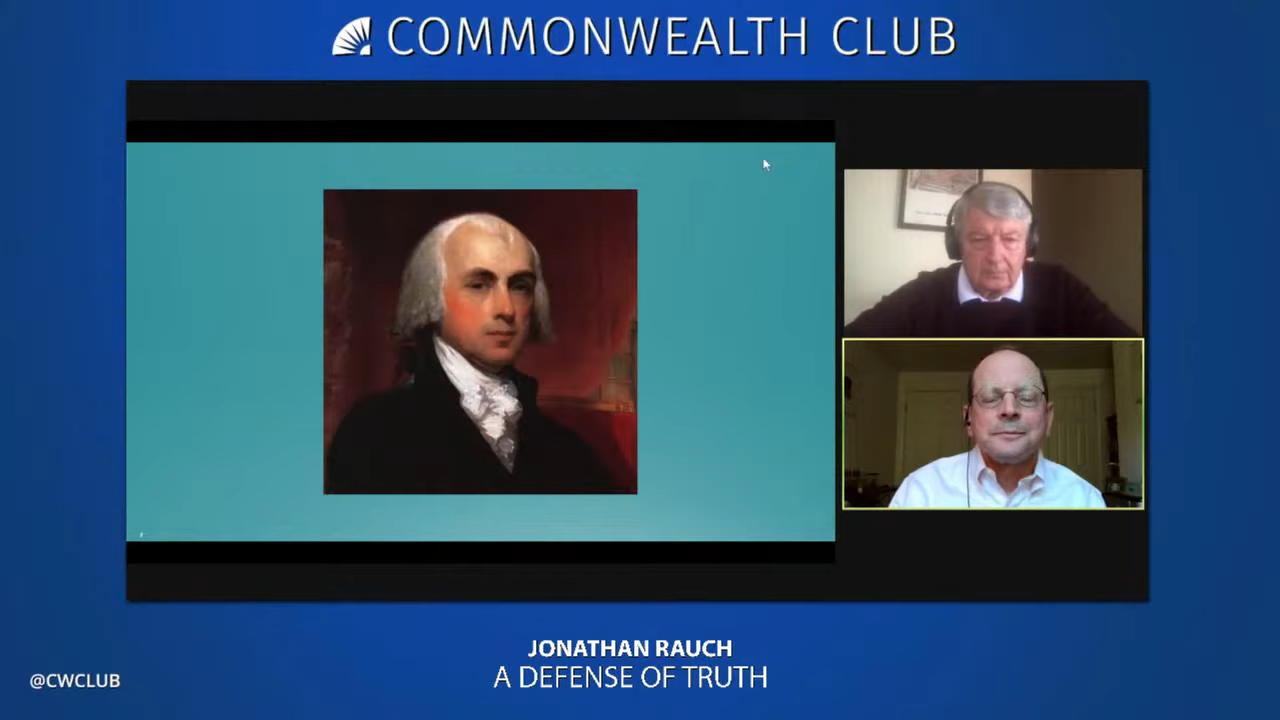 COMMONWEALTH CLUB
JONATHAN RAUCH
A DEFENSE OF TRUTH
@CWCLUB